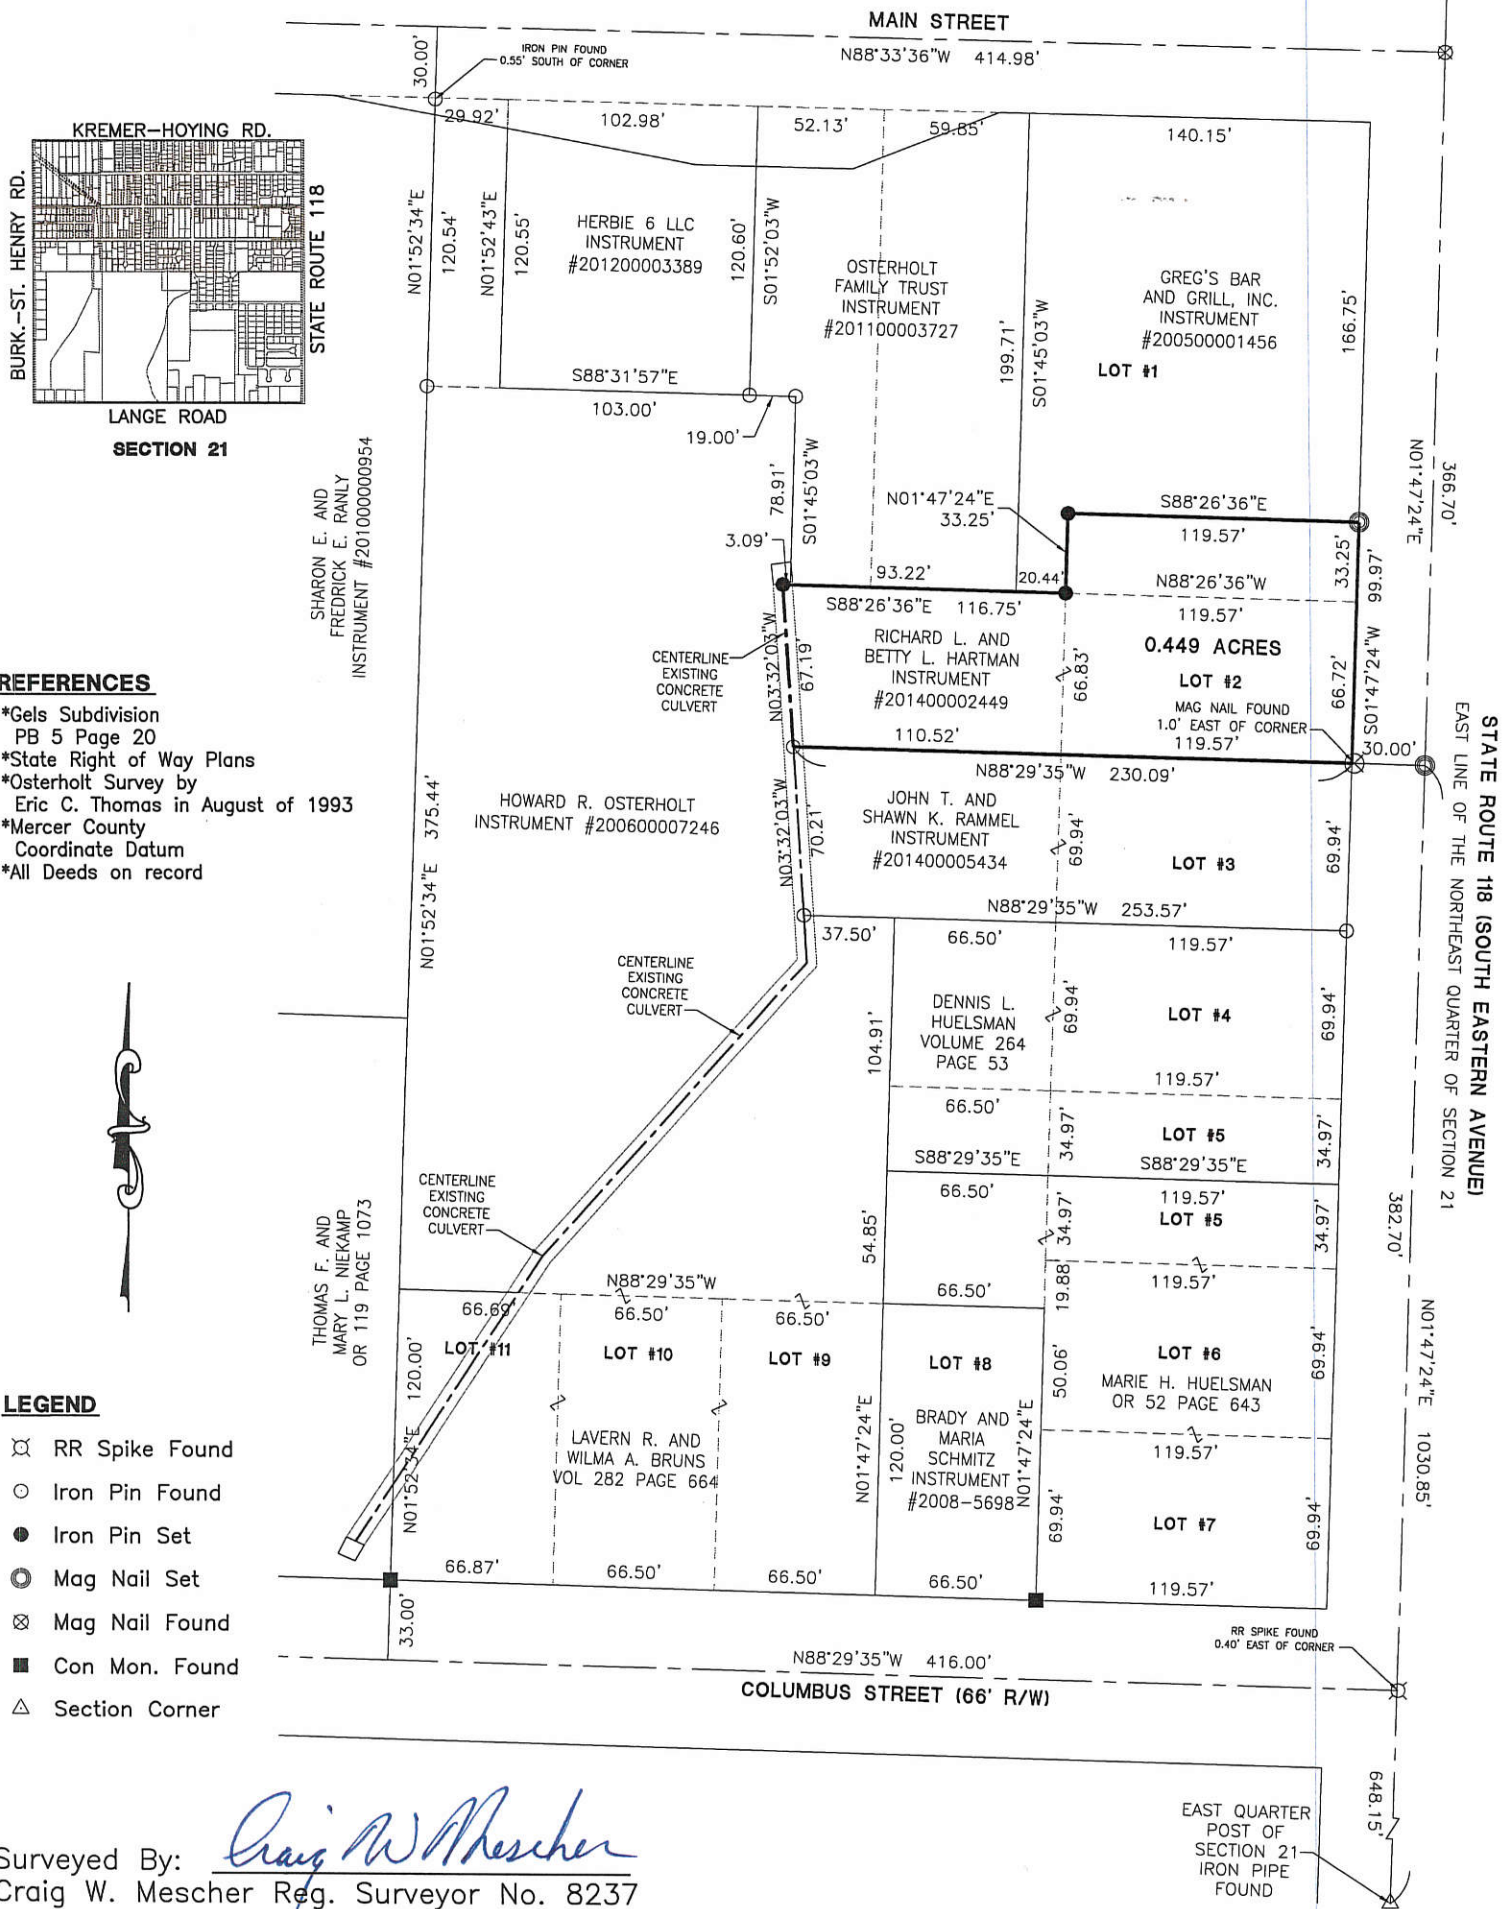 MAIN STREET
N88°33'36"W 414.98'
IRON PIN FOUND
0.55' SOUTH OF CORNER
30.00'
29.92'
102.98'
52.13'
59.85'
140.15'
KREMER-HOYING RD.
BURK.-ST. HENRY RD.
STATE ROUTE 118
LANGE ROAD
SECTION 21
N01°52'34"E
120.54'
N01°52'43"E
120.55'
HERBIE 6 LLC
INSTRUMENT
#201200003389
120.60'
S01°52'03"W
OSTERHOLT
FAMILY TRUST
INSTRUMENT
#201100003727
199.71'
S01°45'03"W
GREG'S BAR
AND GRILL, INC.
INSTRUMENT
#200500001456
LOT #1
166.75'
S88°31'57"E
103.00'
19.00'
78.91'
S01°45'03"W
N01°47'24"E
33.25'
S88°26'36"E
119.57'
33.25'
99.97'
S01°47'24"W
366.70'
N01°47'24"E
SHARON E. AND
FREDRICK E. RANLY
INSTRUMENT #201000000954
3.09'
93.22'
20.44'
N88°26'36"W
119.57'
S88°26'36"E 116.75'
CENTERLINE
EXISTING
CONCRETE
CULVERT
N03°32'03"W
67.19'
RICHARD L. AND
BETTY L. HARTMAN
INSTRUMENT
#201400002449
66.83'
0.449 ACRES
LOT #2
66.72'
MAG NAIL FOUND
1.0' EAST OF CORNER
30.00'
110.52'
119.57'
N88°29'35"W 230.09'
STATE ROUTE 118 (SOUTH EASTERN AVENUE)
EAST LINE OF THE NORTHEAST QUARTER OF SECTION 21
REFERENCES
*Gels Subdivision
PB 5 Page 20
*State Right of Way Plans
*Osterholt Survey by
Eric C. Thomas in August of 1993
*Mercer County
Coordinate Datum
*All Deeds on record
N01°52'34"E 375.44'
HOWARD R. OSTERHOLT
INSTRUMENT #200600007246
N03°32'03"W
70.21'
JOHN T. AND
SHAWN K. RAMMEL
INSTRUMENT
#201400005434
69.94'
LOT #3
69.94'
N88°29'35"W 253.57'
37.50'
66.50'
119.57'
CENTERLINE
EXISTING
CONCRETE
CULVERT
104.91'
DENNIS L.
HUELSMAN
VOLUME 264
PAGE 53
69.94'
LOT #4
69.94'
119.57'
66.50'
34.97'
LOT #5
34.97'
S88°29'35"E
S88°29'35"E
66.50'
119.57'
LOT #5
34.97'
34.97'
382.70'
CENTERLINE
EXISTING
CONCRETE
CULVERT
54.85'
THOMAS F. AND
MARY L. NIEKAMP
OR 119 PAGE 1073
N88°29'35"W
66.69'
66.50'
66.50'
66.50'
19.88
119.57'
LOT #11
LOT #10
LOT #9
LOT #8
LOT #6
N01°52'34"E 120.00'
50.06'
MARIE H. HUELSMAN
OR 52 PAGE 643
69.94'
N01°47'24"E 1030.85'
LAVERN R. AND
WILMA A. BRUNS
VOL 282 PAGE 664
N01°47'24"E
120.00'
BRADY AND
MARIA
SCHMITZ
INSTRUMENT
#2008-5698
N01°47'24"E
119.57'
69.94'
LOT #7
69.94'
66.87'
66.50'
66.50'
66.50'
119.57'
33.00'
N88°29'35"W 416.00'
COLUMBUS STREET (66' R/W)
RR SPIKE FOUND
0.40' EAST OF CORNER
LEGEND
RR Spike Found
Iron Pin Found
Iron Pin Set
Mag Nail Set
Mag Nail Found
Con Mon. Found
Section Corner
648.15'
EAST QUARTER
POST OF
SECTION 21
IRON PIPE
FOUND
Surveyed By: Craig W Mescher
Craig W. Mescher Reg. Surveyor No. 8237